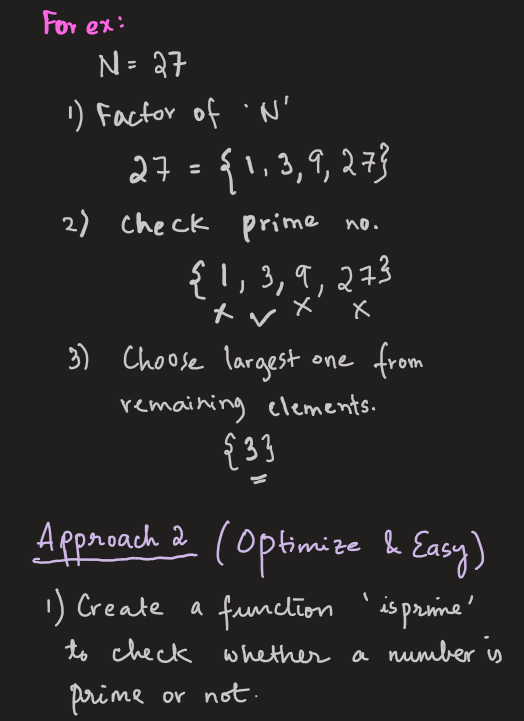 For ex:
N = 27
1) Factor of 'N'
27 = {1, 3, 9, 27}
2) check prime no.
{1, 3, 9, 27}
× ✓ × ×
3) Choose largest one from
remaining elements.
{3}
Approach 2 (Optimize & Easy)
1) Create a function 'isprime'
to check whether a number is
prime or not.